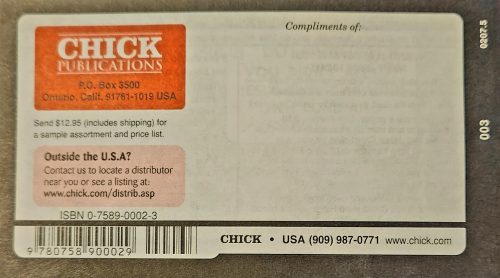 CHICK
PUBLICATIONS
P.O. Box 3500
Ontario, Calif. 91761-1019 USA
Send $12.95 (includes shipping) for
a sample assortment and price list.
Outside the U.S.A?
Contact us to locate a distributor
near you or see a listing at:
www.chick.com/distrib.asp
ISBN 0-7589-0002-3
9 780758 900029
Compliments of:
CHICK • USA (909) 987-0771 www.chick.com
0207.5
003